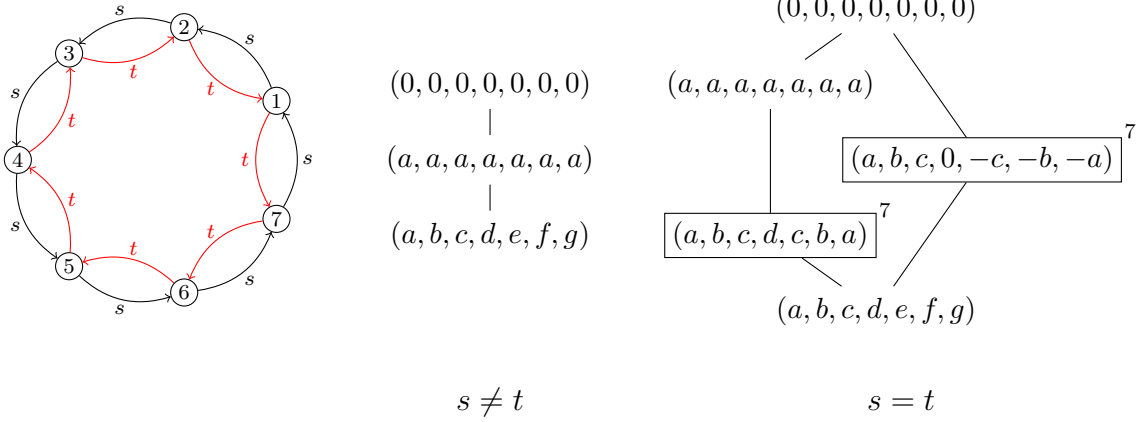 s
2
s
3
t
t
s
1
t
t
4
s
t
s
7
t
t
5
6
s
s
(0, 0, 0, 0, 0, 0, 0)
(a, a, a, a, a, a, a)
(a, b, c, d, e, f, g)
s ≠ t
(0, 0, 0, 0, 0, 0, 0)
(a, a, a, a, a, a, a)
(a, b, c, 0, −c, −b, −a) 7
(a, b, c, d, c, b, a) 7
(a, b, c, d, e, f, g)
s = t